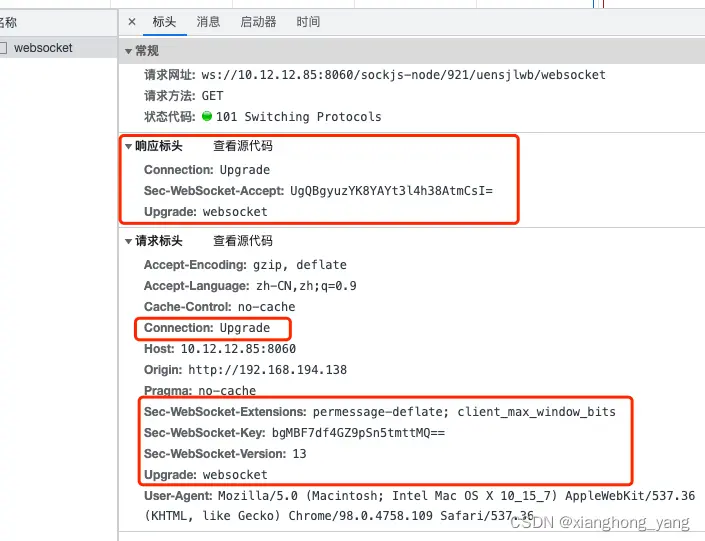 名称
× 标头 消息 启动器 时间
websocket
▼常规
请求网址: ws://10.12.12.85:8060/sockjs-node/921/uensjlwb/websocket
请求方法: GET
状态代码: 101 Switching Protocols
▼响应标头 查看源代码
Connection: Upgrade
Sec-WebSocket-Accept: UgQBgyuzYK8YAYt3l4h38AtmCsI=
Upgrade: websocket
▼请求标头 查看源代码
Accept-Encoding: gzip, deflate
Accept-Language: zh-CN,zh;q=0.9
Cache-Control: no-cache
Connection: Upgrade
Host: 10.12.12.85:8060
Origin: http://192.168.194.138
Pragma: no-cache
Sec-WebSocket-Extensions: permessage-deflate; client_max_window_bits
Sec-WebSocket-Key: bgMBF7df4GZ9pSn5tmttMQ==
Sec-WebSocket-Version: 13
Upgrade: websocket
User-Agent: Mozilla/5.0 (Macintosh; Intel Mac OS X 10_15_7) AppleWebKit/537.36
(KHTML, like Gecko) Chrome/98.0.4758.109 Safari/537.36
CSDN @xianghong_yang